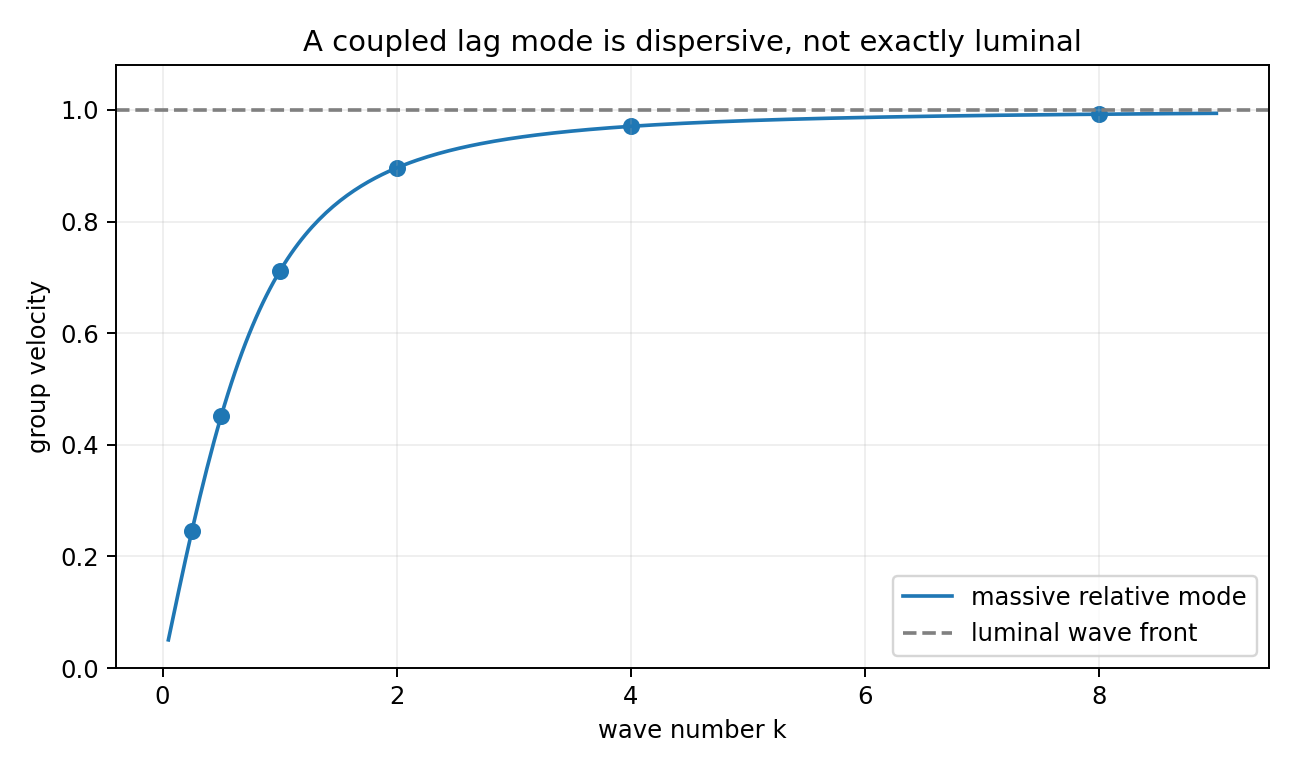 A coupled lag mode is dispersive, not exactly luminal
group velocity
1.0
0.8
0.6
0.4
0.2
0.0
massive relative mode
luminal wave front
0 2 4 6 8
wave number k